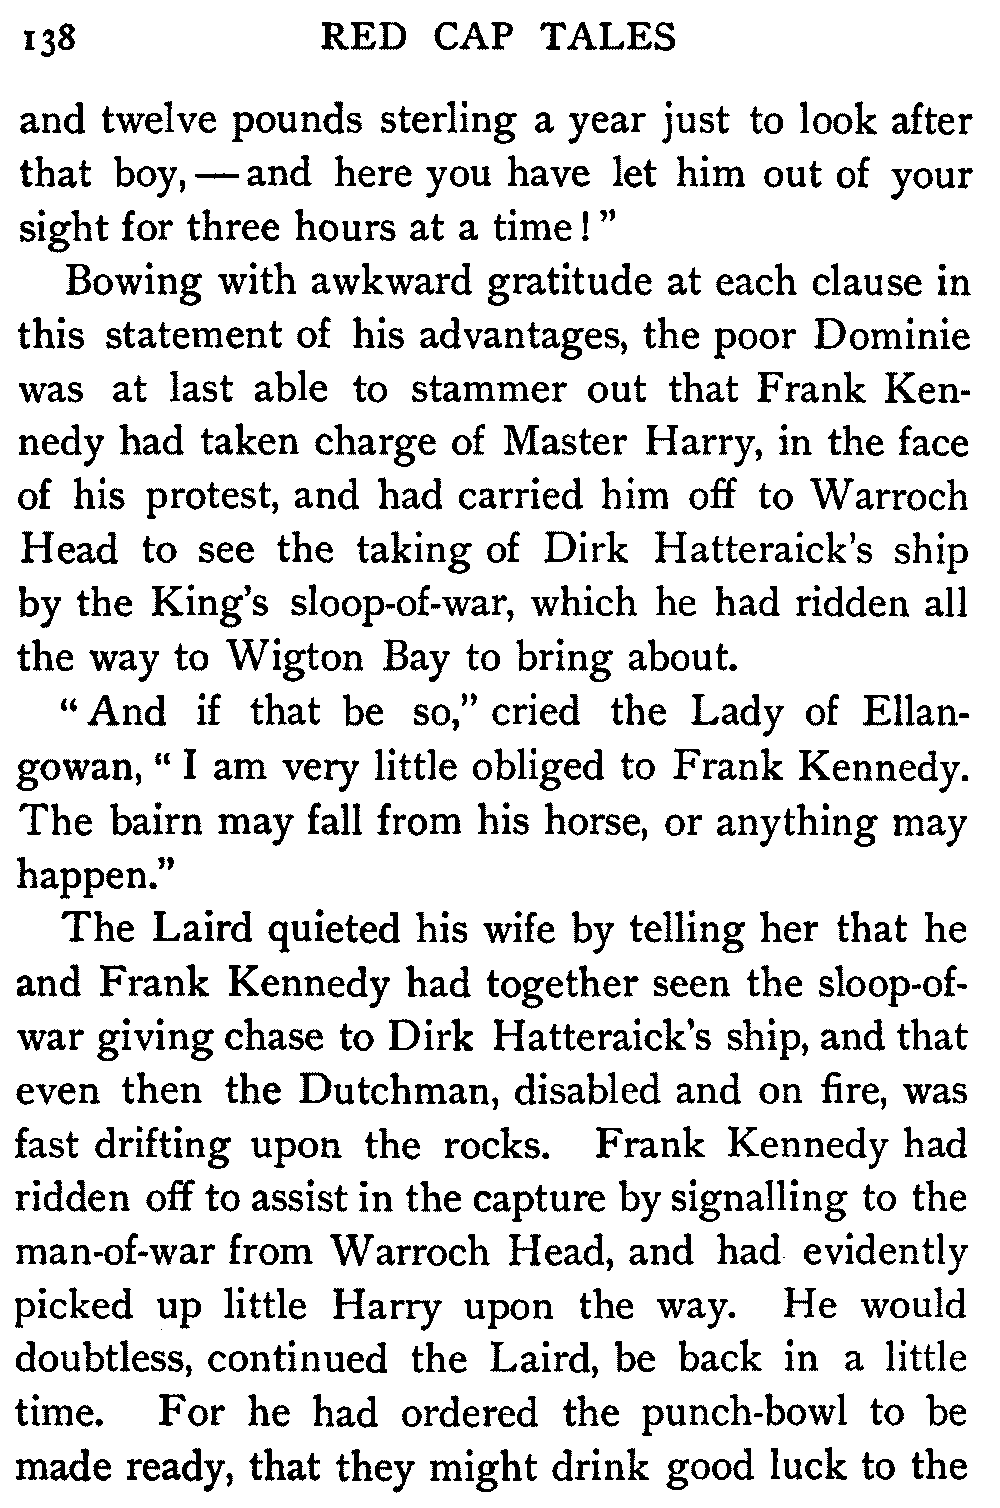 138 RED CAP TALES
and twelve pounds sterling a year just to look after
that boy, — and here you have let him out of your
sight for three hours at a time!"
Bowing with awkward gratitude at each clause in
this statement of his advantages, the poor Dominie
was at last able to stammer out that Frank Ken-
nedy had taken charge of Master Harry, in the face
of his protest, and had carried him off to Warroch
Head to see the taking of Dirk Hatteraick's ship
by the King's sloop-of-war, which he had ridden all
the way to Wigton Bay to bring about.
"And if that be so," cried the Lady of Ellan-
gowan, "I am very little obliged to Frank Kennedy.
The bairn may fall from his horse, or anything may
happen."
The Laird quieted his wife by telling her that he
and Frank Kennedy had together seen the sloop-of-
war giving chase to Dirk Hatteraick's ship, and that
even then the Dutchman, disabled and on fire, was
fast drifting upon the rocks. Frank Kennedy had
ridden off to assist in the capture by signalling to the
man-of-war from Warroch Head, and had evidently
picked up little Harry upon the way. He would
doubtless, continued the Laird, be back in a little
time. For he had ordered the punch-bowl to be
made ready, that they might drink good luck to the